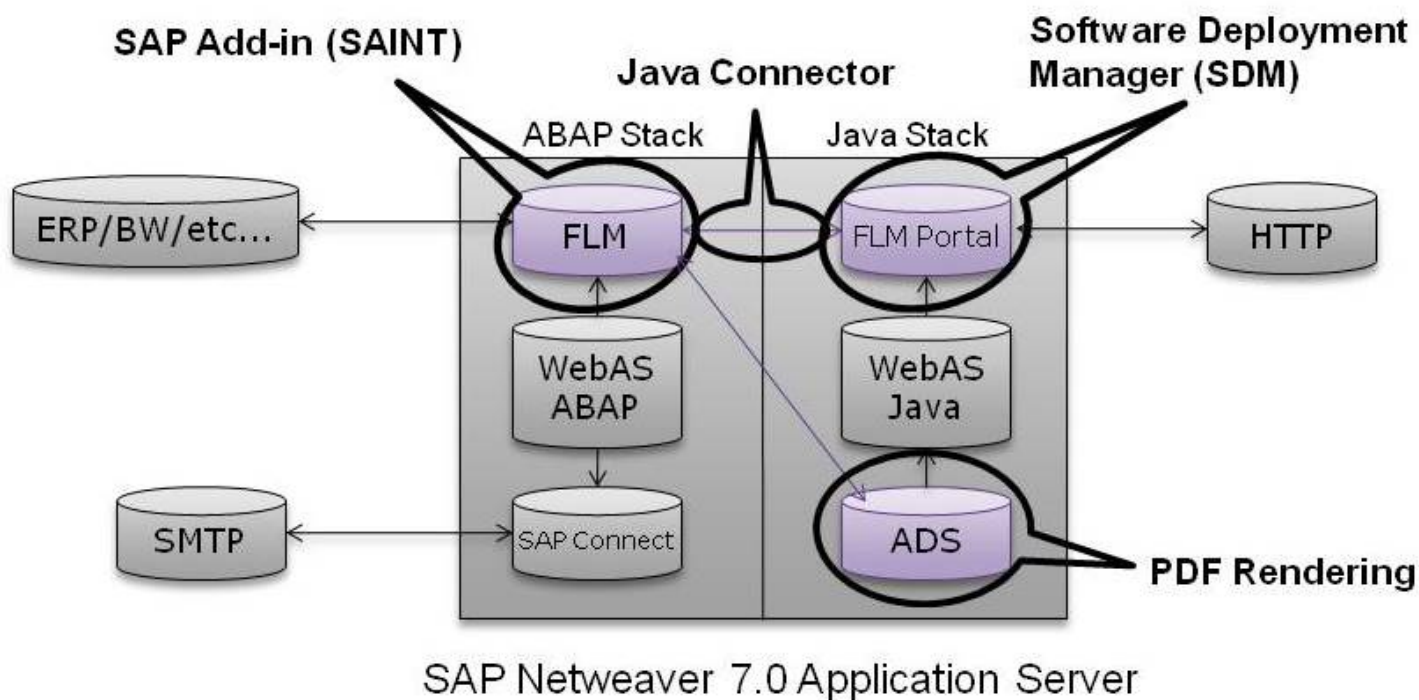 SAP Add-in (SAINT)
Java Connector
Software Deployment
Manager (SDM)
ABAP Stack
Java Stack
ERP/BW/etc...
FLM
FLM Portal
HTTP
WebAS
ABAP
WebAS
Java
SMTP
SAP Connect
ADS
PDF Rendering
SAP Netweaver 7.0 Application Server